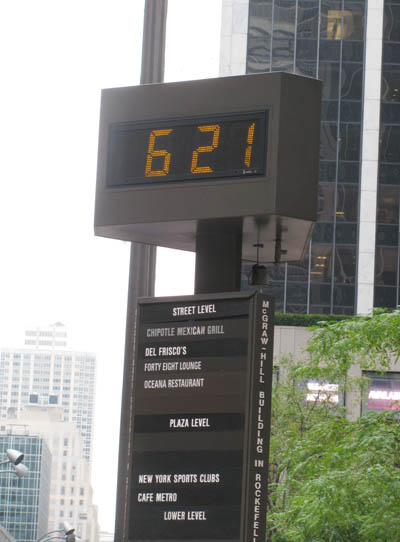 621
STREET LEVEL
CHIPOTLE MEXICAN GRILL
DEL FRISCO'S
FORTY EIGHT LOUNGE
OCEANA RESTAURANT
PLAZA LEVEL
NEW YORK SPORTS CLUBS
CAFE METRO
LOWER LEVEL
McGRAW-HILL BUILDING IN ROCKEFEL